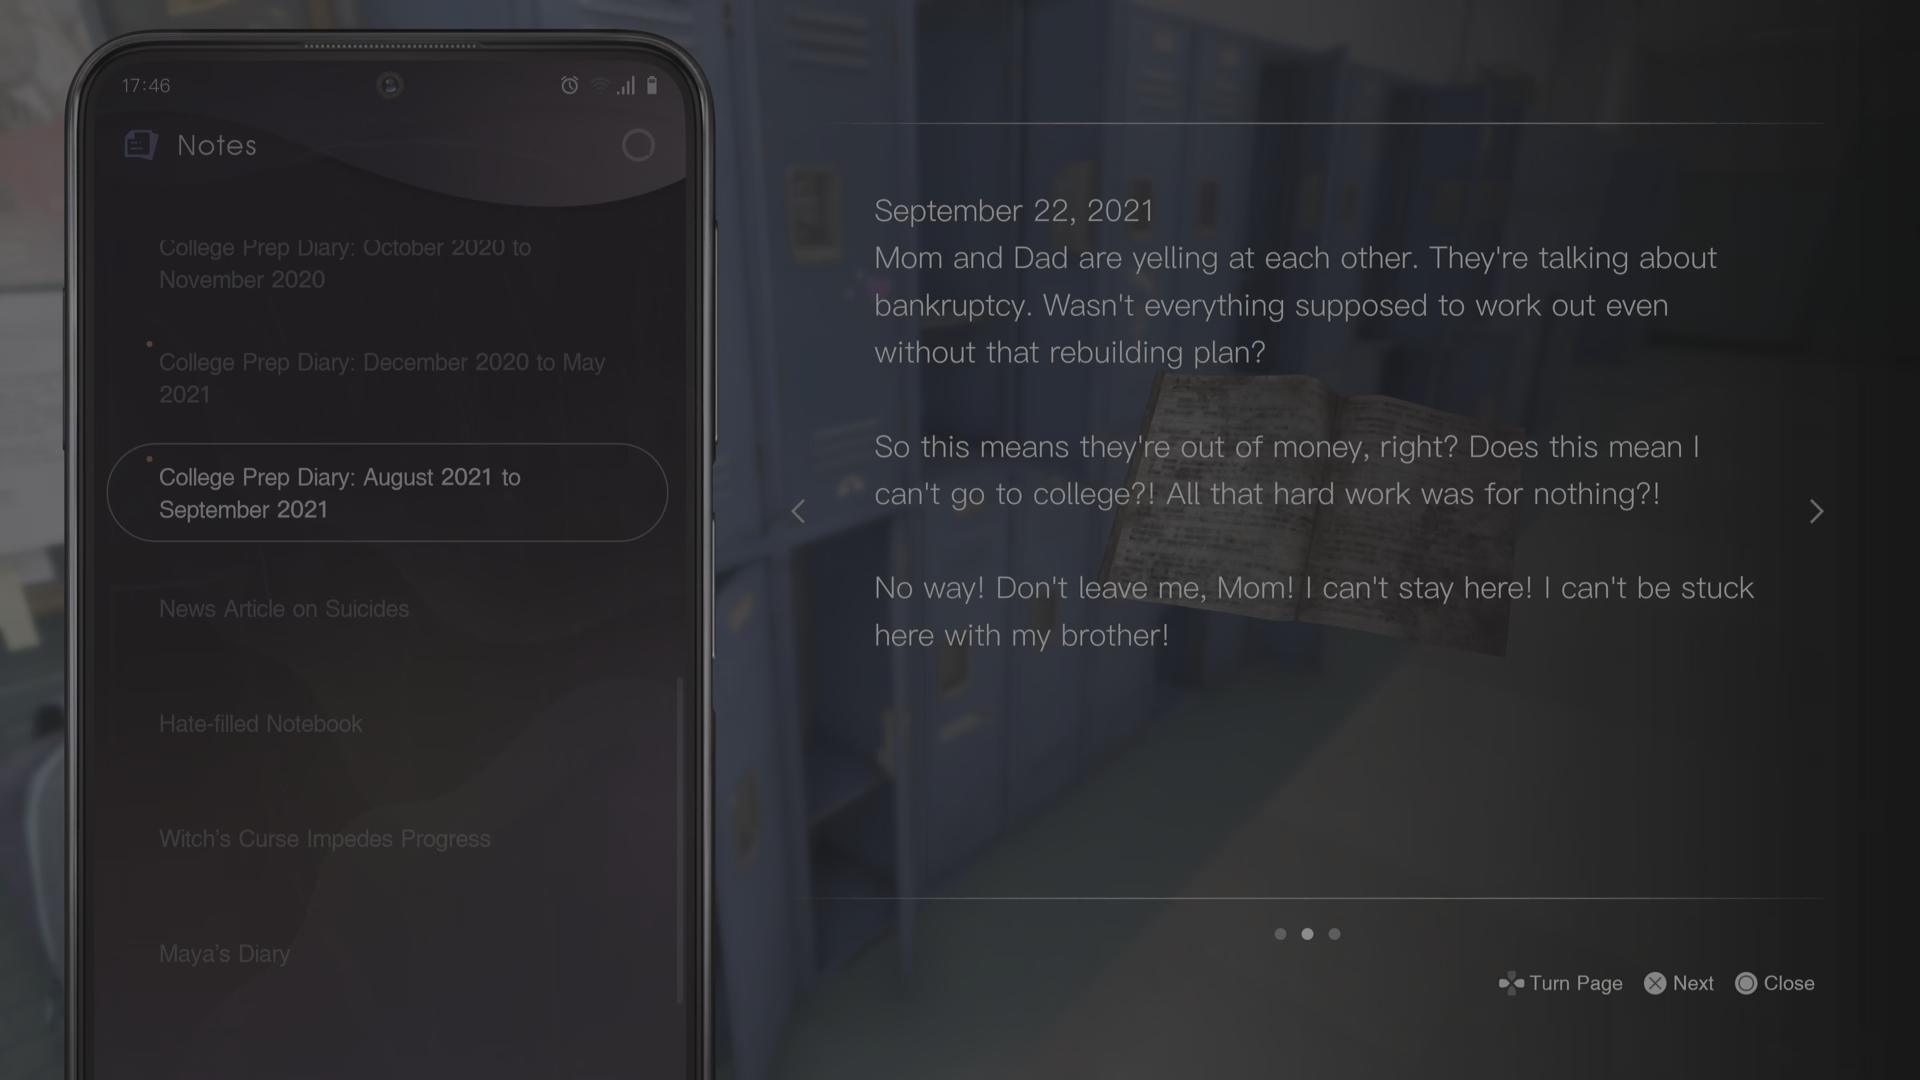 17:46
Notes
College Prep Diary: October 2020 to
November 2020
College Prep Diary: December 2020 to May
2021
College Prep Diary: August 2021 to
September 2021
News Article on Suicides
Hate-filled Notebook
Witch's Curse Impedes Progress
Maya's Diary
September 22, 2021
Mom and Dad are yelling at each other. They're talking about
bankruptcy. Wasn't everything supposed to work out even
without that rebuilding plan?
So this means they're out of money, right? Does this mean I
can't go to college?! All that hard work was for nothing?!
No way! Don't leave me, Mom! I can't stay here! I can't be stuck
here with my brother!
Turn Page Next Close